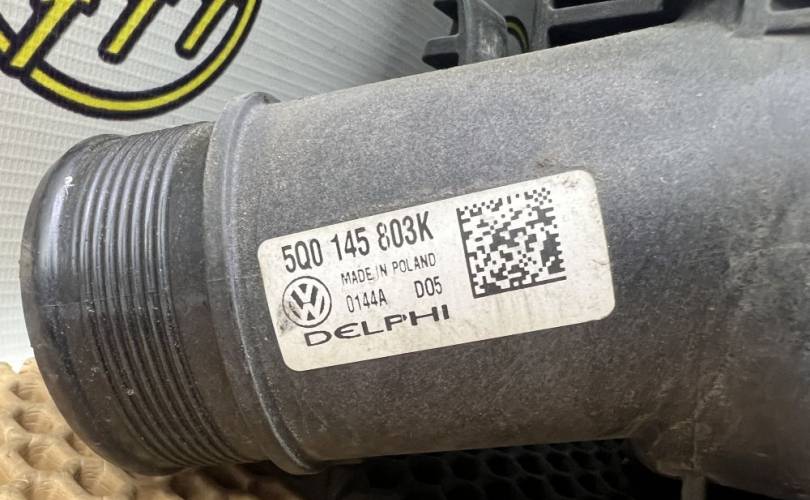 5Q0 145 803K
MADE IN POLAND
0144A D05
DELPHI